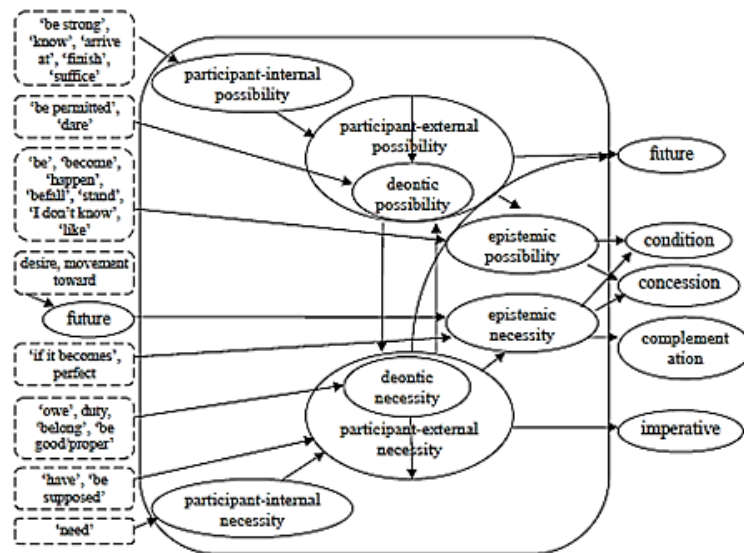 ‘be strong’,
‘know’, ‘arrive
at’, ‘finish’,
‘suffice’
participant-internal
possibility
‘be permitted’,
‘dare’
participant-external
possibility
future
deontic
possibility
‘be’, ‘become’,
‘happen’,
‘befall’, ‘stand’,
‘I don’t know’,
‘like’
epistemic
possibility
condition
desire, movement
toward
concession
future
epistemic
necessity
complement
ation
‘if it becomes’,
perfect
deontic
necessity
‘owe’, duty,
‘belong’, ‘be
good/proper’
participant-external
necessity
imperative
‘have’, ‘be
supposed’
participant-internal
necessity
‘need’